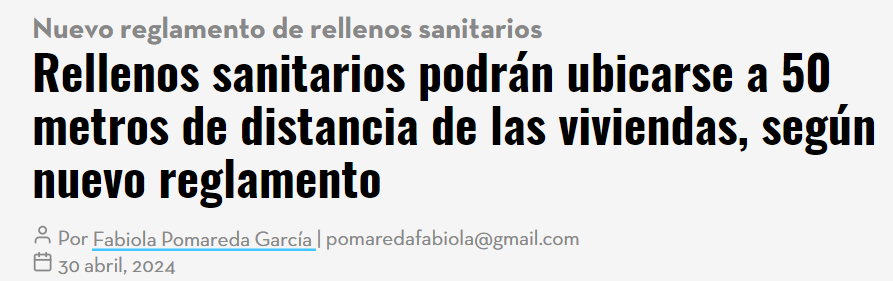 Nuevo reglamento de rellenos sanitarios
Rellenos sanitarios podrán ubicarse a 50
metros de distancia de las viviendas, según
nuevo reglamento
Por Fabiola Pomareda García | pomaredafabiola@gmail.com
30 abril, 2024